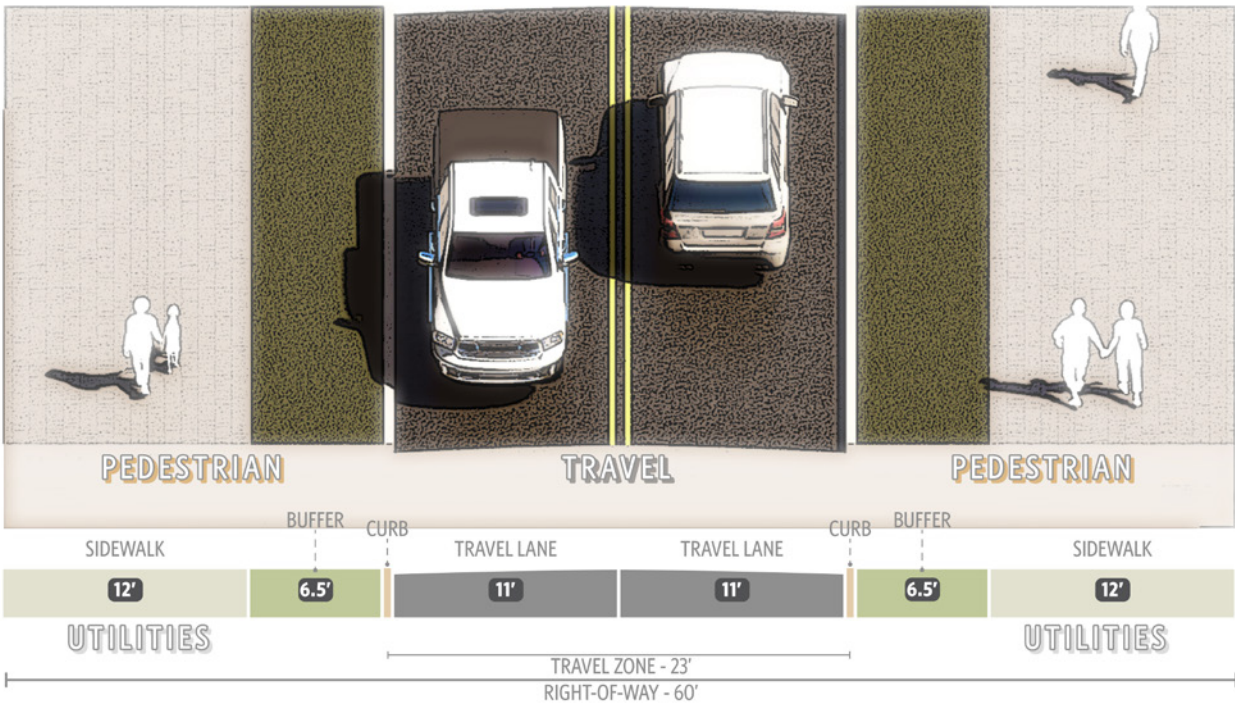 PEDESTRIAN TRAVEL PEDESTRIAN
BUFFER CURB CURB BUFFER
SIDEWALK TRAVEL LANE TRAVEL LANE SIDEWALK
12' 6.5' 11' 11' 6.5' 12'
UTILITIES UTILITIES
TRAVEL ZONE - 23'
RIGHT-OF-WAY - 60'